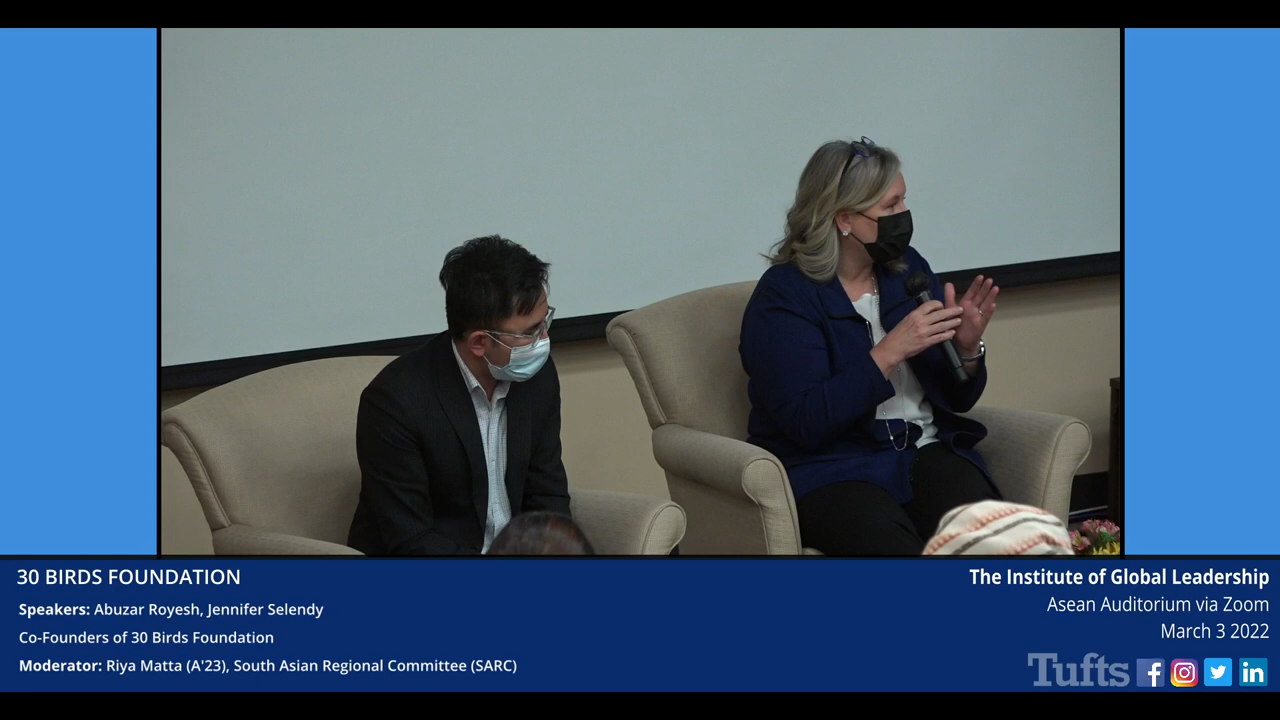 30 BIRDS FOUNDATION
Speakers: Abuzar Royesh, Jennifer Selendy
Co-Founders of 30 Birds Foundation
Moderator: Riya Matta (A'23), South Asian Regional Committee (SARC)
The Institute of Global Leadership
Asean Auditorium via Zoom
March 3 2022
Tufts